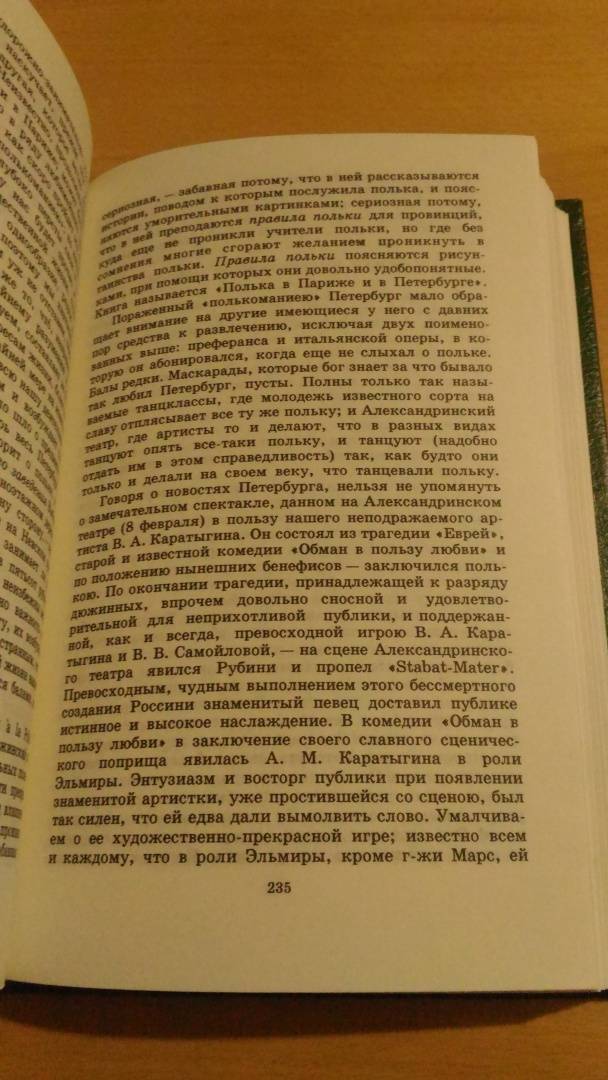 сериозная, — забавная потому, что в ней рассказываются
истории, поводом к которым послужила полька, и пояс-
няются уморительными картинками; сериозная потому,
что в ней преподаются правила польки для провинций,
куда еще не проникли учители польки, но где без
сомнения многие сгорают желанием проникнуть в
таинства польки. Правила польки поясняются рисун-
ками, при помощи которых они довольно удобопонятные.
Книга называется «Полька в Париже и в Петербурге».
Пораженный «полькоманиею» Петербург мало обра-
щает внимание на другие имеющиеся у него с давних
пор средства к развлечению, исключая двух поимено-
ванных выше: преферанса и итальянской оперы, в ко-
торую он абонировался, когда еще не слыхал о польке.
Балы редки. Маскарады, которые бог знает за что бывало
так любил Петербург, пусты. Полны только так назы-
ваемые танцклассы, где молодежь известного сорта на
славу отплясывает все ту же польку; и Александринский
театр, где артисты то и делают, что в разных видах
танцуют опять все-таки польку, и танцуют (надобно
отдать им в этом справедливость) так, как будто они
только и делали на своем веку, что танцевали польку.
Говоря о новостях Петербурга, нельзя не упомянуть
о замечательном спектакле, данном на Александринском
театре (8 февраля) в пользу нашего неподражаемого ар-
тиста В. А. Каратыгина. Он состоял из трагедии «Еврей»,
старой и известной комедии «Обман в пользу любви» и
по положению нынешних бенефисов — заключился поль-
кою. По окончании трагедии, принадлежащей к разряду
дюжинных, впрочем довольно сносной и удовлетво-
рительной для неприхотливой публики, и поддержан-
ной, как и всегда, превосходной игрою В. А. Кара-
тыгина и В. В. Самойловой, — на сцене Александринско-
го театра явился Рубини и пропел «Stabat-Mater».
Превосходным, чудным выполнением этого бессмертного
создания Россини знаменитый певец доставил публике
истинное и высокое наслаждение. В комедии «Обман в
пользу любви» в заключение своего славного сценичес-
кого поприща явилась А. М. Каратыгина в роли
Эльмиры. Энтузиазм и восторг публики при появлении
знаменитой артистки, уже простившейся со сценою, был
так силен, что ей едва дали вымолвить слово. Умалчива-
ем о ее художественно-прекрасной игре; известно всем
и каждому, что в роли Эльмиры, кроме г-жи Марс, ей
235